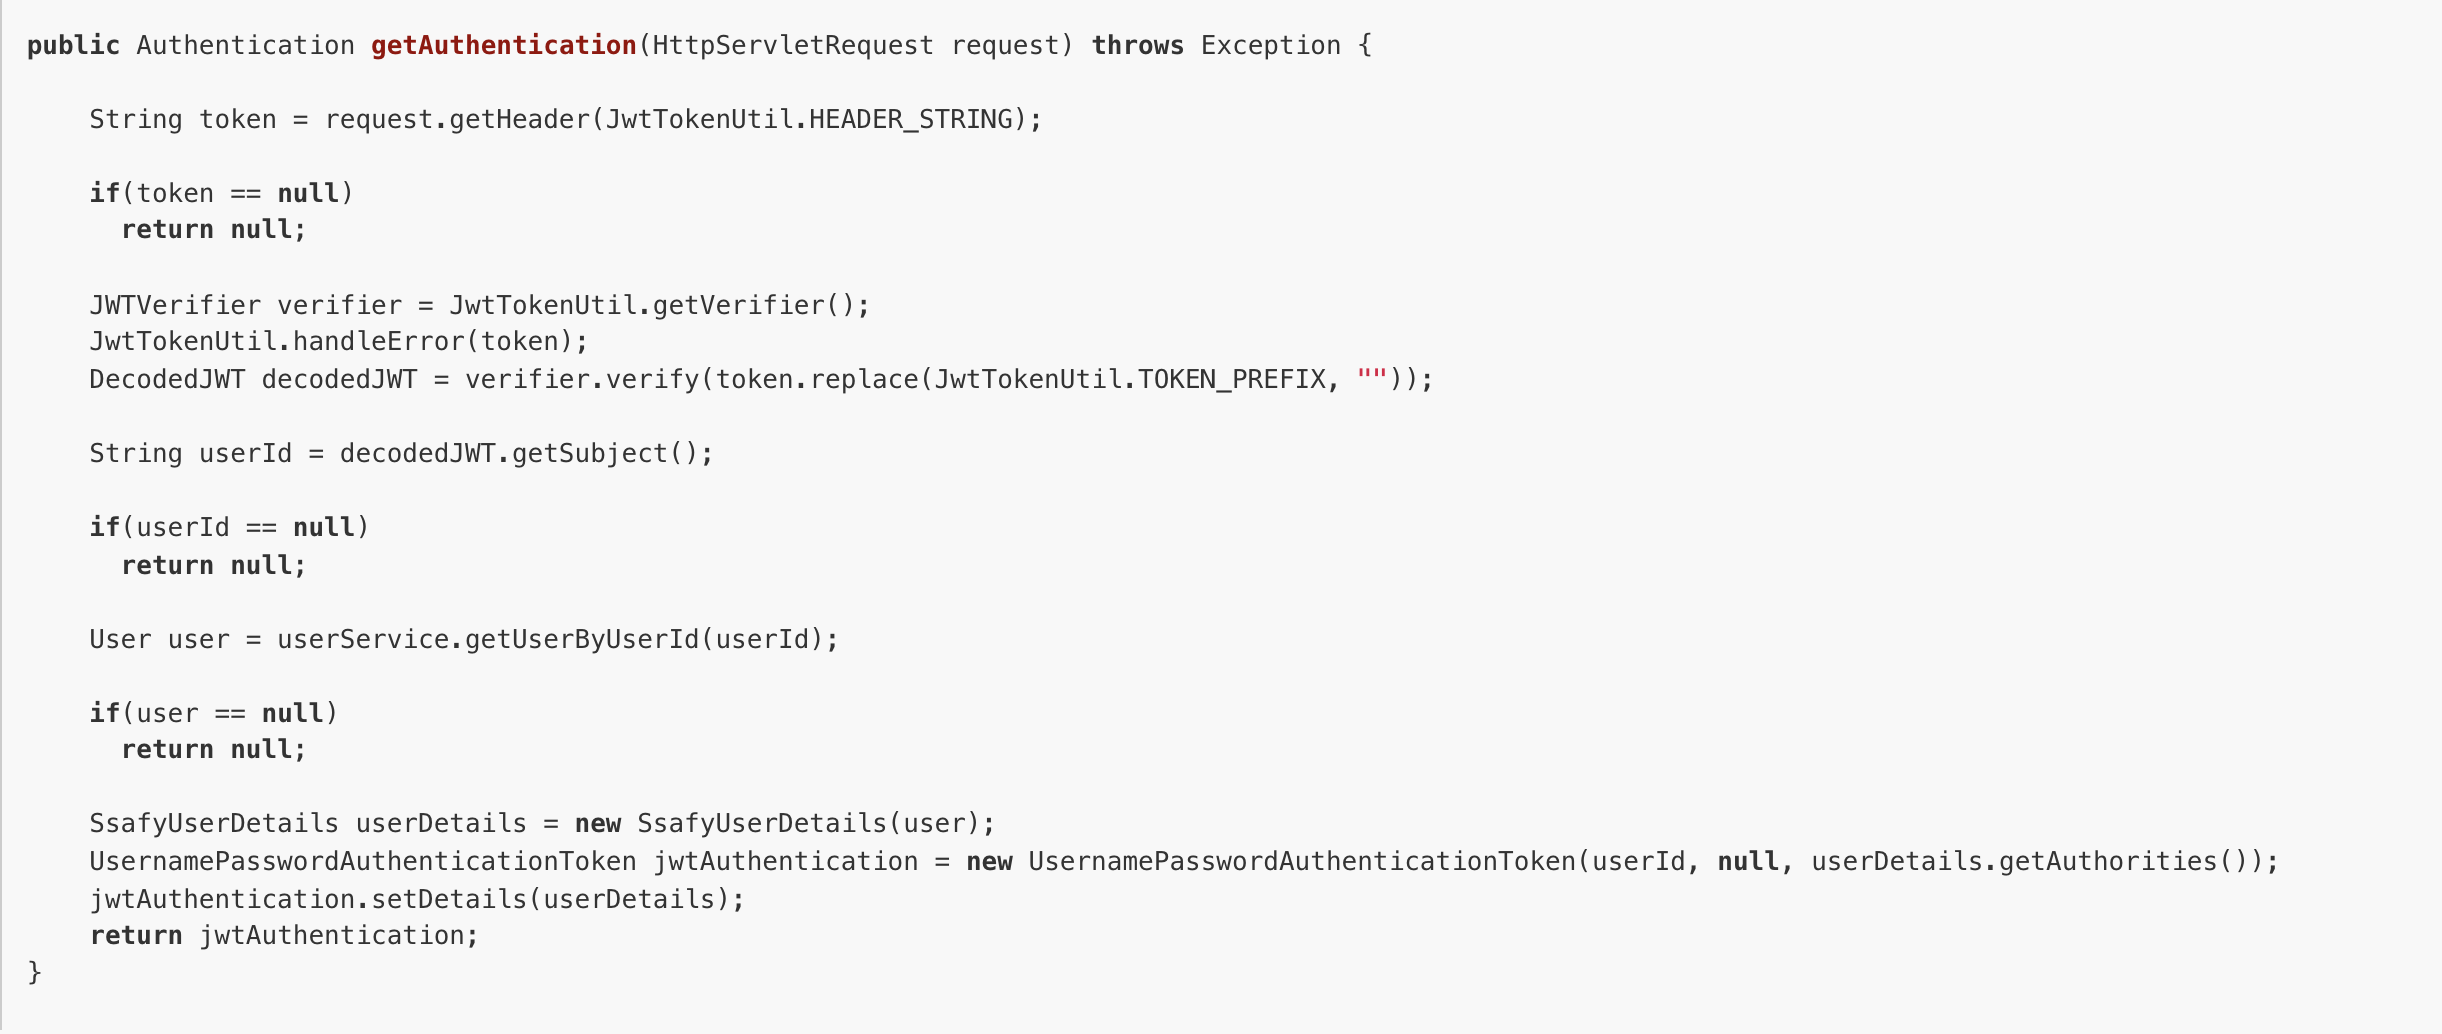 public Authentication getAuthentication(HttpServletRequest request) throws Exception {
String token = request.getHeader(JwtTokenUtil.HEADER_STRING);
if(token == null)
return null;
JWTVerifier verifier = JwtTokenUtil.getVerifier();
JwtTokenUtil.handleError(token);
DecodedJWT decodedJWT = verifier.verify(token.replace(JwtTokenUtil.TOKEN_PREFIX, ""));
String userId = decodedJWT.getSubject();
if(userId == null)
return null;
User user = userService.getUserByUserId(userId);
if(user == null)
return null;
SsafyUserDetails userDetails = new SsafyUserDetails(user);
UsernamePasswordAuthenticationToken jwtAuthentication = new UsernamePasswordAuthenticationToken(userId, null, userDetails.getAuthorities());
jwtAuthentication.setDetails(userDetails);
return jwtAuthentication;
}